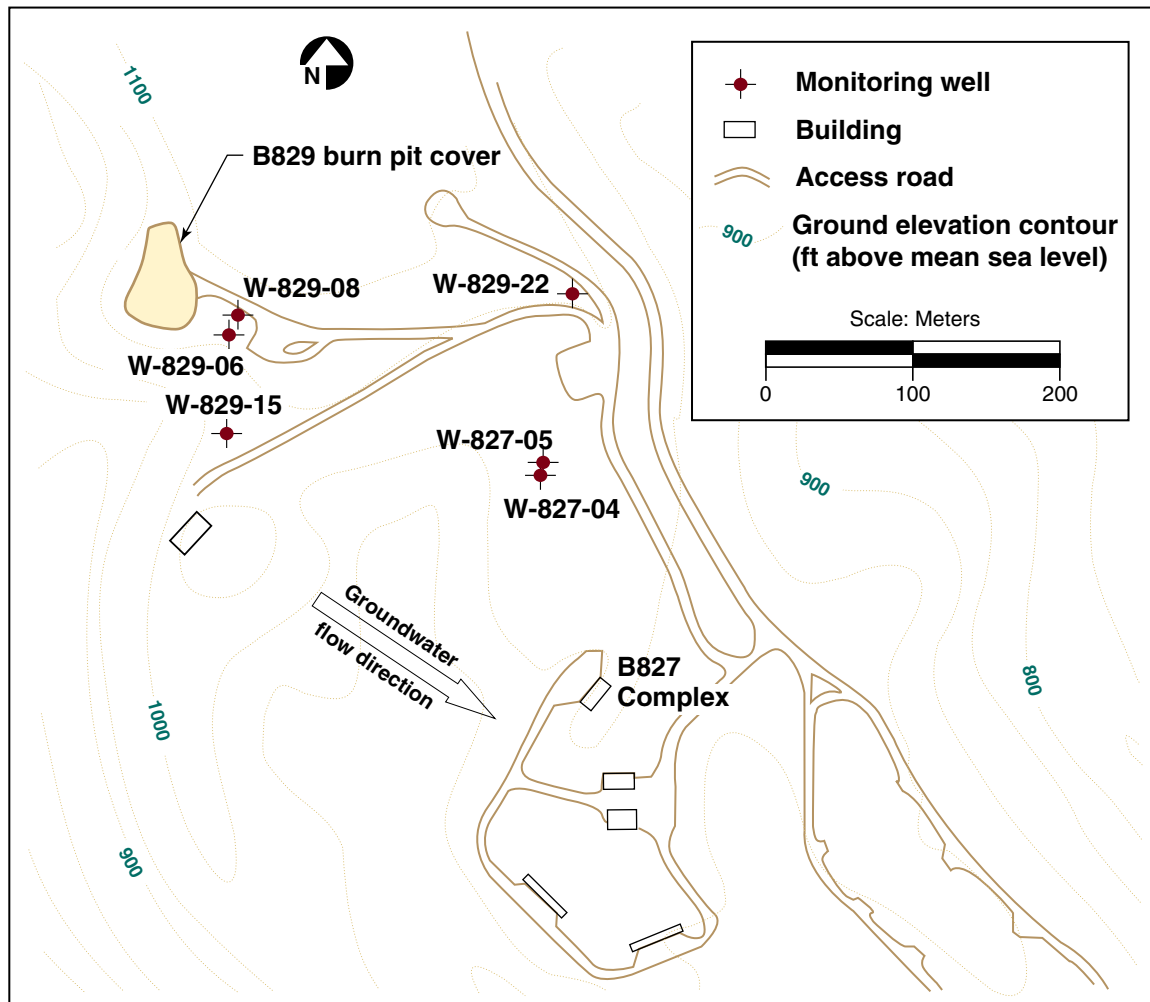 1100
N
B829 burn pit cover
Monitoring well
Building
Access road
900
Ground elevation contour
(ft above mean sea level)
Scale: Meters
0
100
200
W-829-22
W-829-08
W-829-06
W-829-15
W-827-05
W-827-04
900
Groundwater
flow direction
B827
Complex
800
1000
900